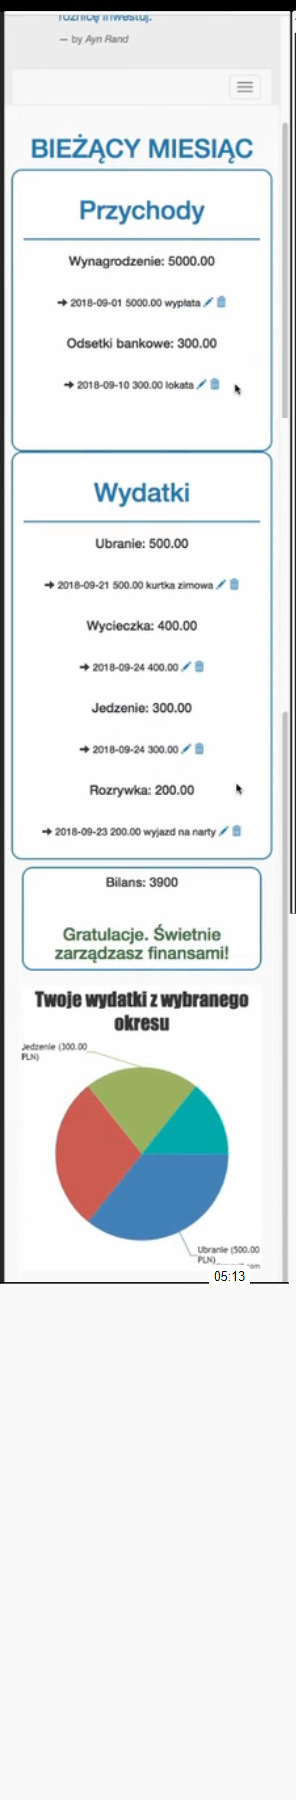 różnicę inwestuj.
— by Ayn Rand
BIEŻĄCY MIESIĄC
Przychody
Wynagrodzenie: 5000.00
➔ 2018-09-01 5000.00 wypłata
Odsetki bankowe: 300.00
➔ 2018-09-10 300.00 lokata
Wydatki
Ubranie: 500.00
➔ 2018-09-21 500.00 kurtka zimowa
Wycieczka: 400.00
➔ 2018-09-24 400.00
Jedzenie: 300.00
➔ 2018-09-24 300.00
Rozrywka: 200.00
➔ 2018-09-23 200.00 wyjazd na narty
Bilans: 3900
Gratulacje. Świetnie
zarządzasz finansami!
Twoje wydatki z wybranego
okresu
Jedzenie (300.00
PLN)
Ubranie (500.00
PLN)
05:13